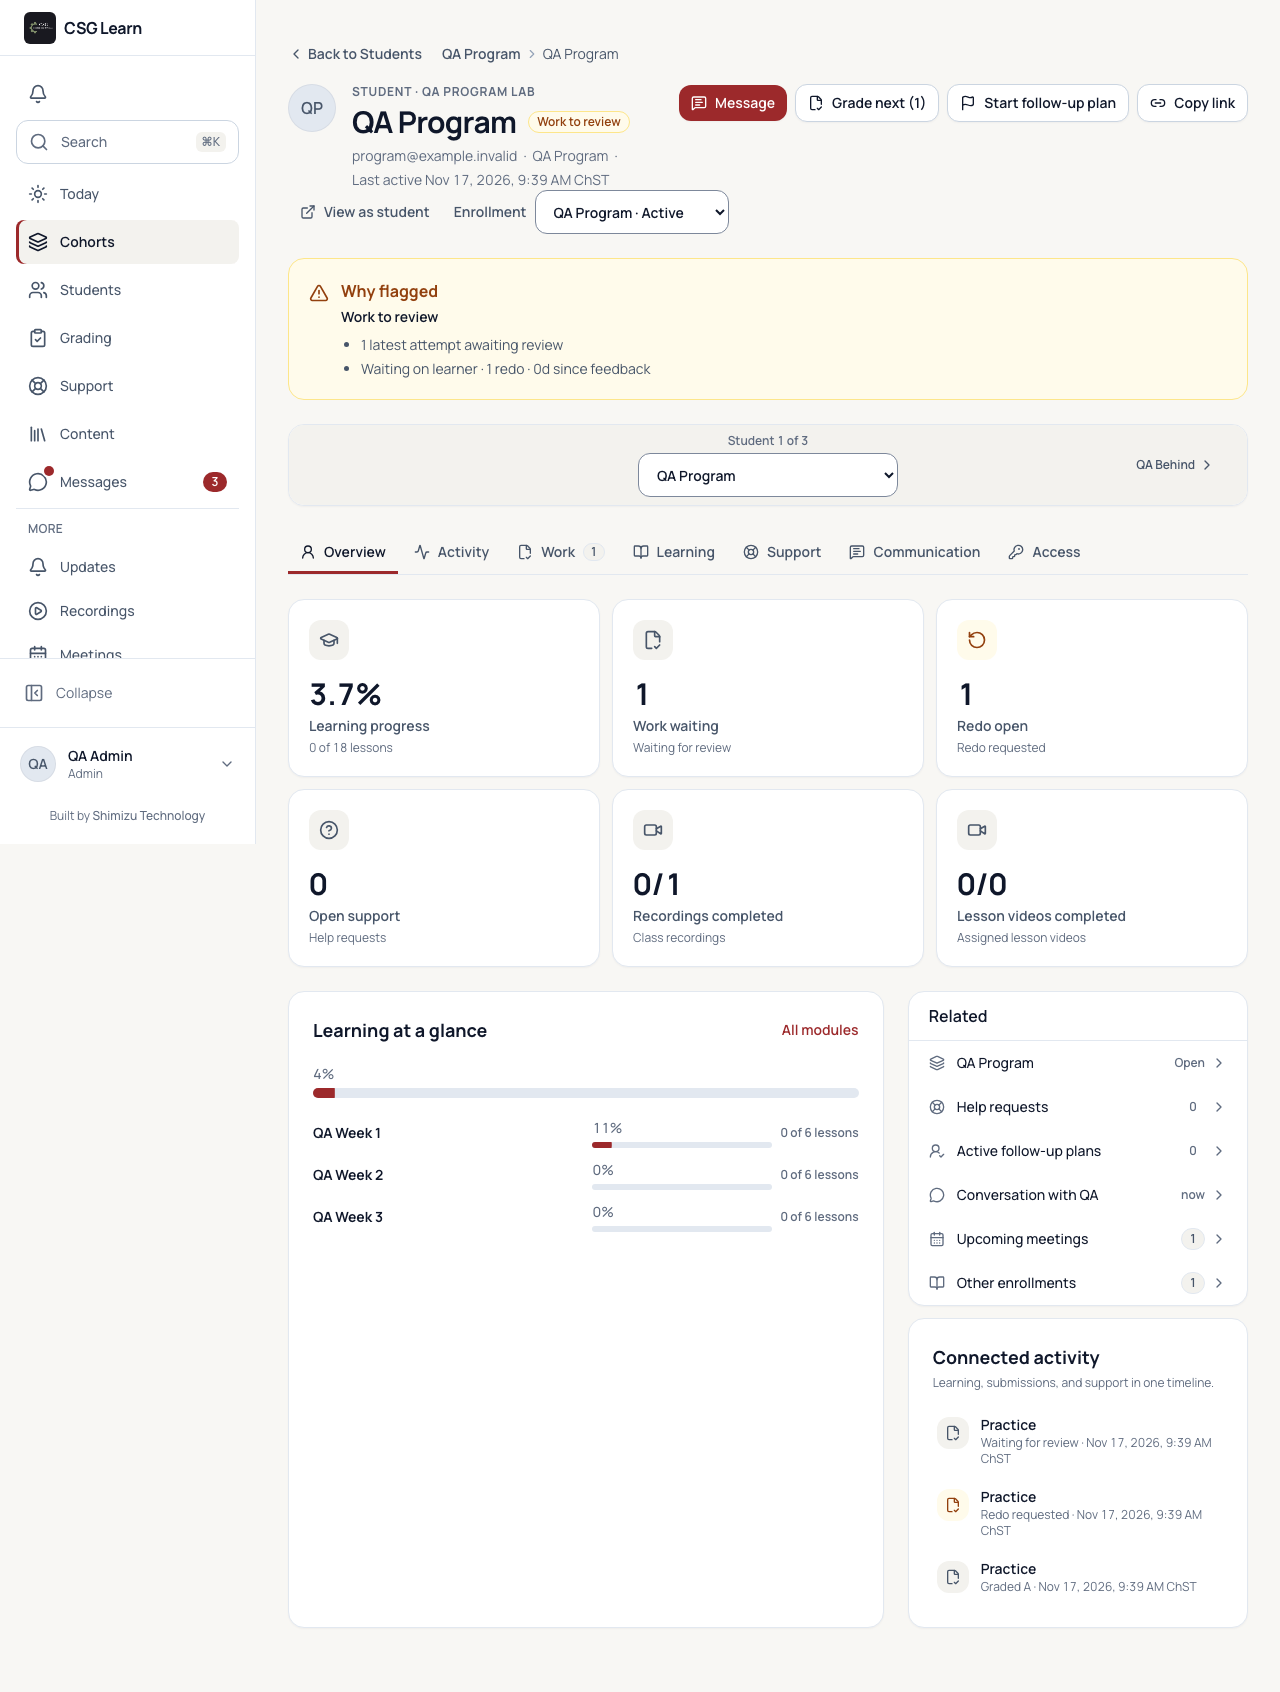 CSG Learn
Search
⌘K
Today
Cohorts
Students
Grading
Support
Content
Messages
3
MORE
Updates
Recordings
Meetings
Collapse
QA
QA Admin
Admin
Built by Shimizu Technology
Back to Students
QA Program
QA Program
QP
STUDENT · QA PROGRAM LAB
QA Program
Work to review
program@example.invalid · QA Program ·
Last active Nov 17, 2026, 9:39 AM ChST
Message
Grade next (1)
Start follow-up plan
Copy link
View as student
Enrollment
QA Program · Active
Why flagged
Work to review
1 latest attempt awaiting review
Waiting on learner · 1 redo · 0d since feedback
Student 1 of 3
QA Program
QA Behind
Overview
Activity
Work
1
Learning
Support
Communication
Access
3.7%
Learning progress
0 of 18 lessons
1
Work waiting
Waiting for review
1
Redo open
Redo requested
0
Open support
Help requests
0/1
Recordings completed
Class recordings
0/0
Lesson videos completed
Assigned lesson videos
Learning at a glance
All modules
4%
QA Week 1
11%
0 of 6 lessons
QA Week 2
0%
0 of 6 lessons
QA Week 3
0%
0 of 6 lessons
Related
QA Program
Open
Help requests
0
Active follow-up plans
0
Conversation with QA
now
Upcoming meetings
1
Other enrollments
1
Connected activity
Learning, submissions, and support in one timeline.
Practice
Waiting for review · Nov 17, 2026, 9:39 AM
ChST
Practice
Redo requested · Nov 17, 2026, 9:39 AM
ChST
Practice
Graded A · Nov 17, 2026, 9:39 AM ChST